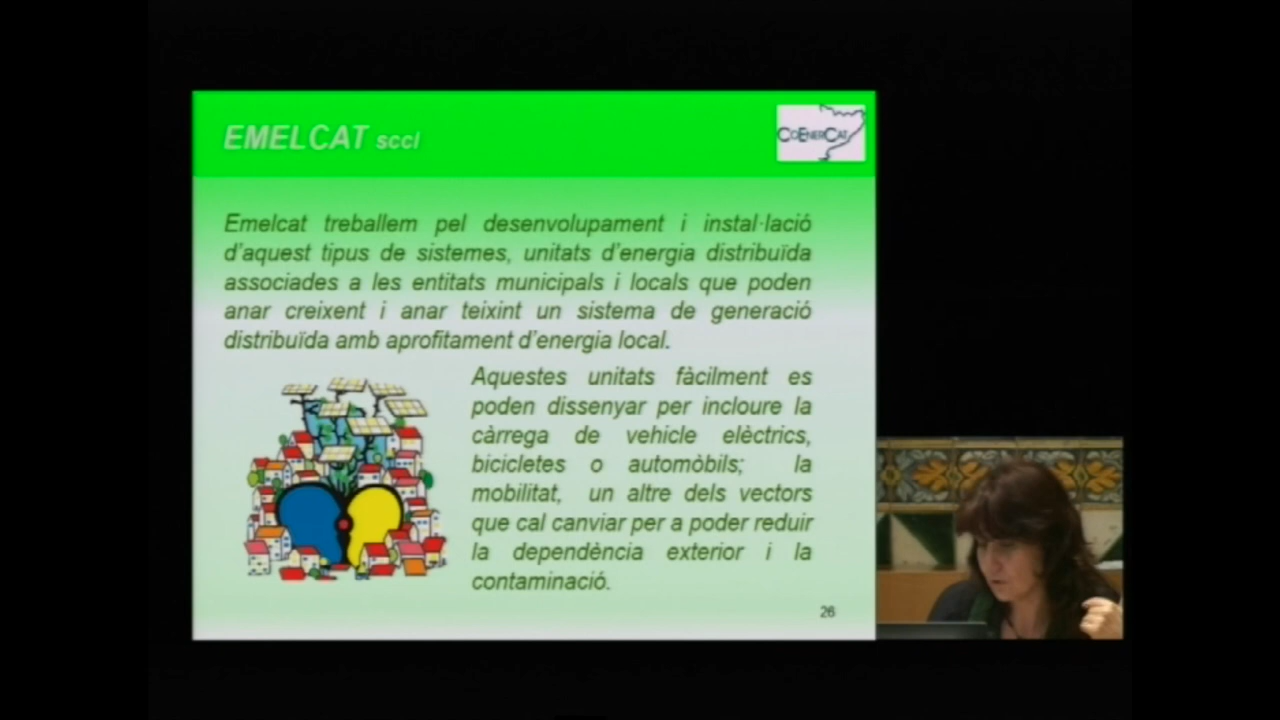 EMELCAT sccl
COENERCAT
Emelcat treballem pel desenvolupament i instal·lació
d'aquest tipus de sistemes, unitats d'energia distribuïda
associades a les entitats municipals i locals que poden
anar creixent i anar teixint un sistema de generació
distribuïda amb aprofitament d'energia local.
Aquestes unitats fàcilment es
poden dissenyar per incloure la
càrrega de vehicle elèctrics,
bicicletes o automòbils; la
mobilitat, un altre dels vectors
que cal canviar per a poder reduir
la dependència exterior i la
contaminació.
26